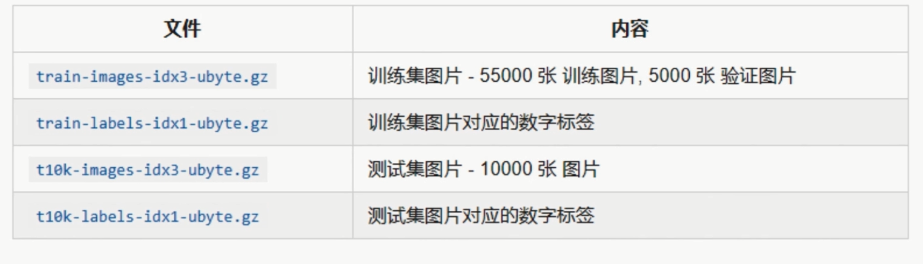 文件 内容
train-images-idx3-ubyte.gz 训练集图片 - 55000 张 训练图片, 5000 张 验证图片
train-labels-idx1-ubyte.gz 训练集图片对应的数字标签
t10k-images-idx3-ubyte.gz 测试集图片 - 10000 张 图片
t10k-labels-idx1-ubyte.gz 测试集图片对应的数字标签